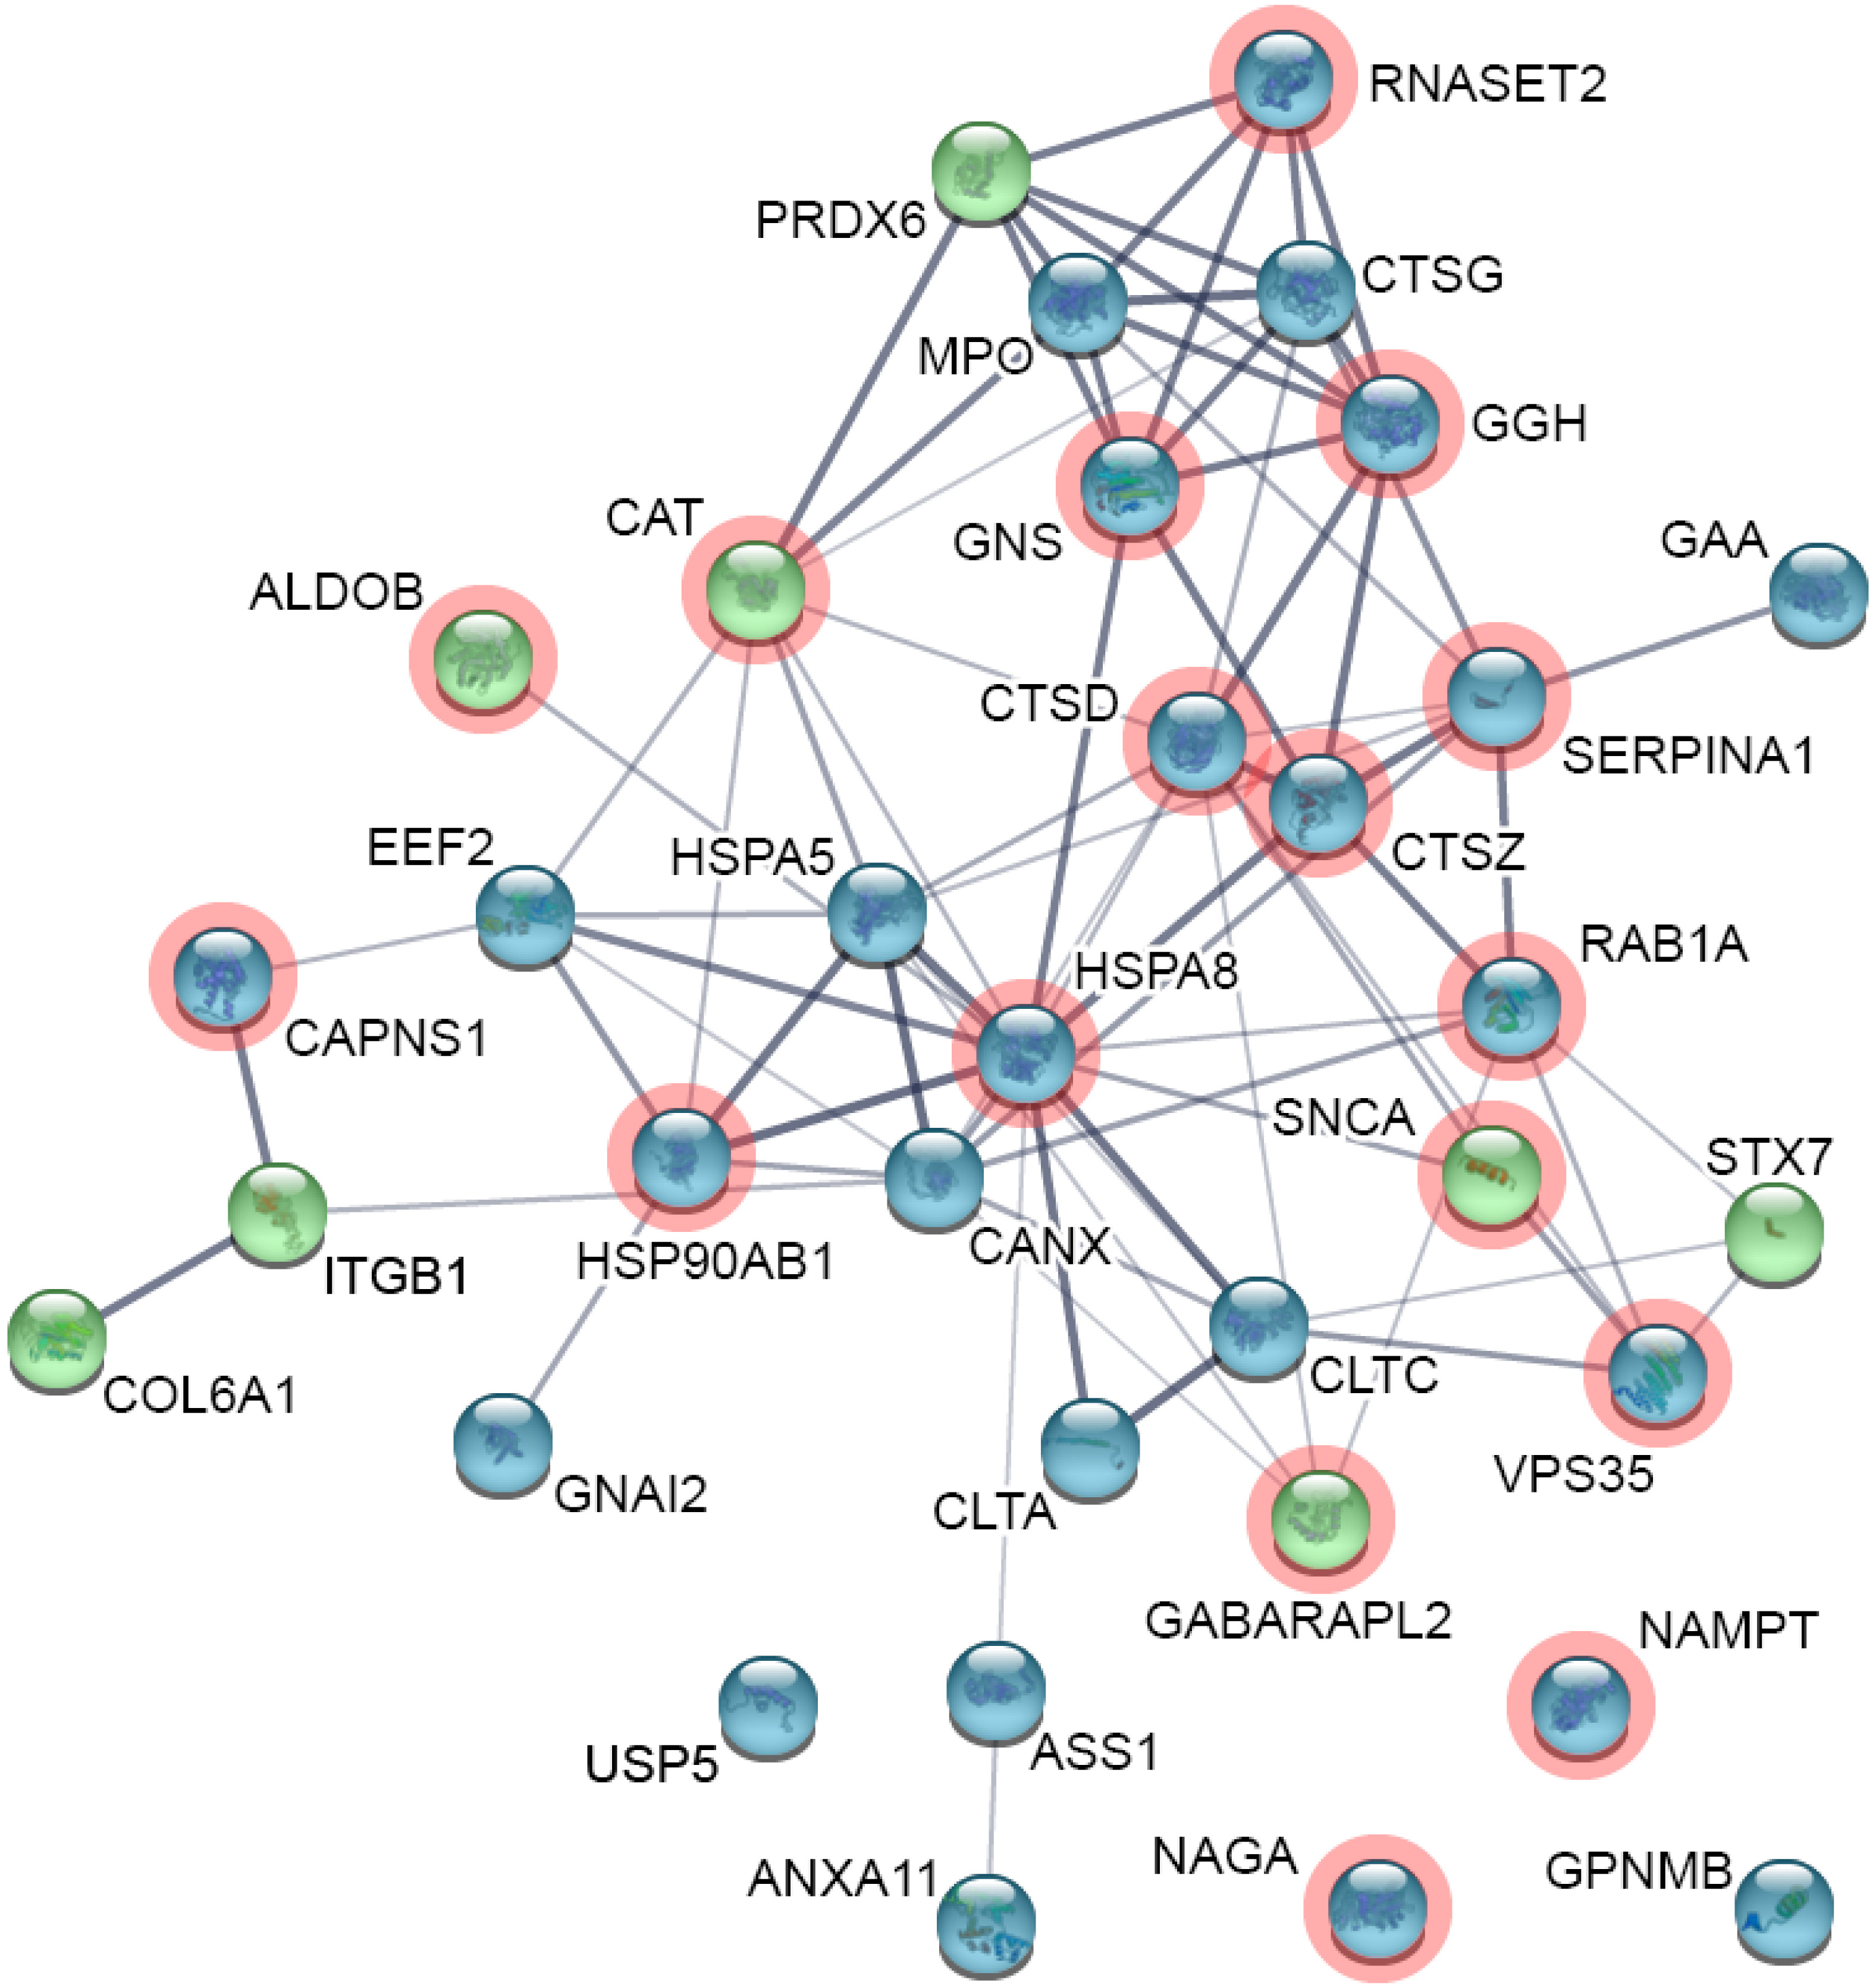 RNASET2
PRDX6
CTSG
MPO
GGH
CAT
GNS
GAA
ALDOB
CTSD
SERPINA1
EEF2
HSPA5
CTSZ
RAB1A
HSPA8
CAPNS1
SNCA
STX7
HSP90AB1
CANX
ITGB1
COL6A1
CLTC
GNAI2
VPS35
CLTA
GABARAPL2
NAMPT
USP5
ASS1
ANXA11
NAGA
GPNMB